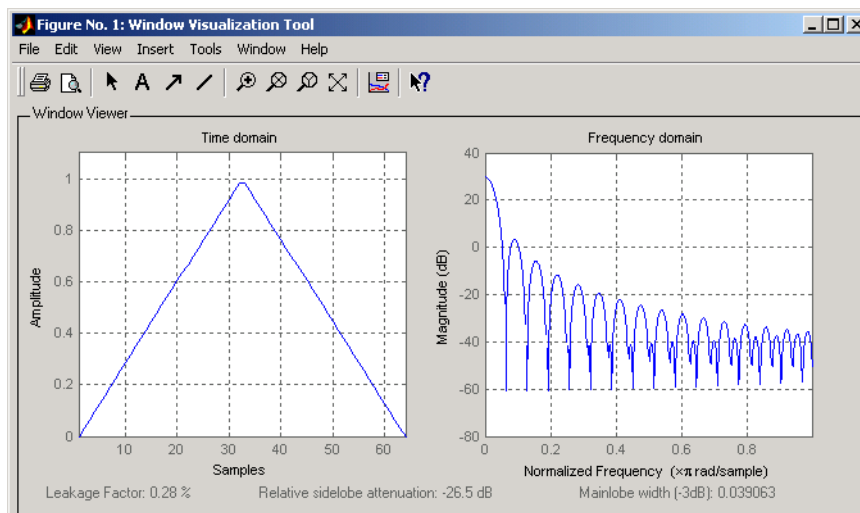 Figure No. 1: Window Visualization Tool
File Edit View Insert Tools Window Help
A
Window Viewer
Time domain
1
0.8
0.6
0.4
0.2
0
10 20 30 40 50 60
Amplitude
Samples
Frequency domain
40
20
0
-20
-40
-60
-80
0 0.2 0.4 0.6 0.8
Magnitude (dB)
Normalized Frequency (×π rad/sample)
Leakage Factor: 0.28 % Relative sidelobe attenuation: -26.5 dB Mainlobe width (-3dB): 0.039063